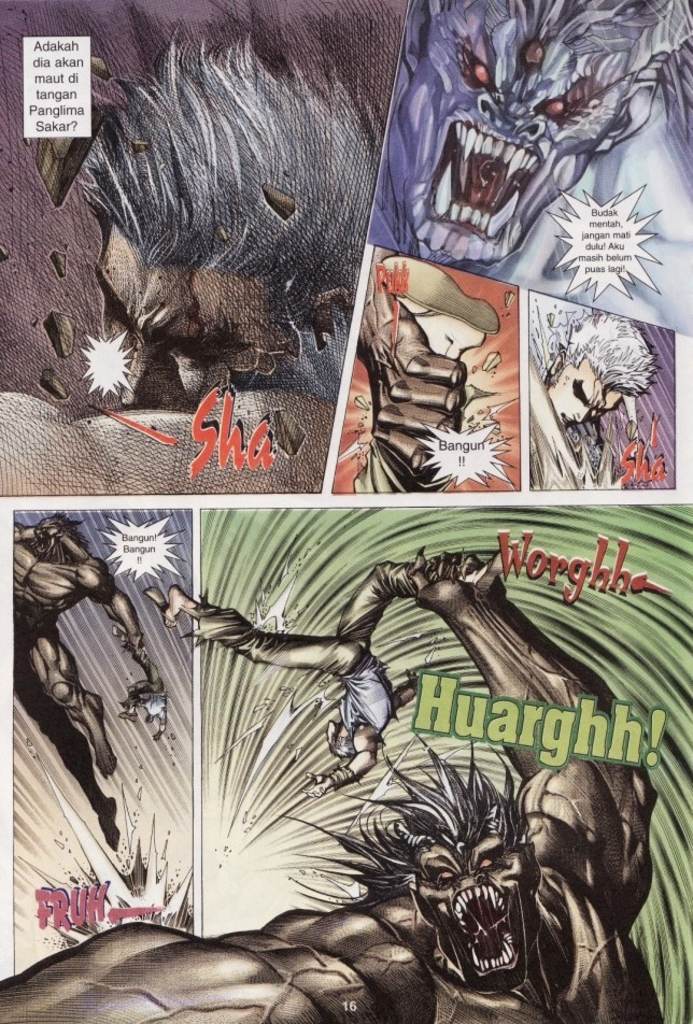 Adakah
dia akan
maut di
tangan
Panglima
Sakar?
Budak
mentah,
jangan mati
dulu! Aku
masih belum
puas lagi!
Sha
Bangun
!!
Sha
Bangun!
Bangun
!!
FRUH
Worghh
Huarghh!
16